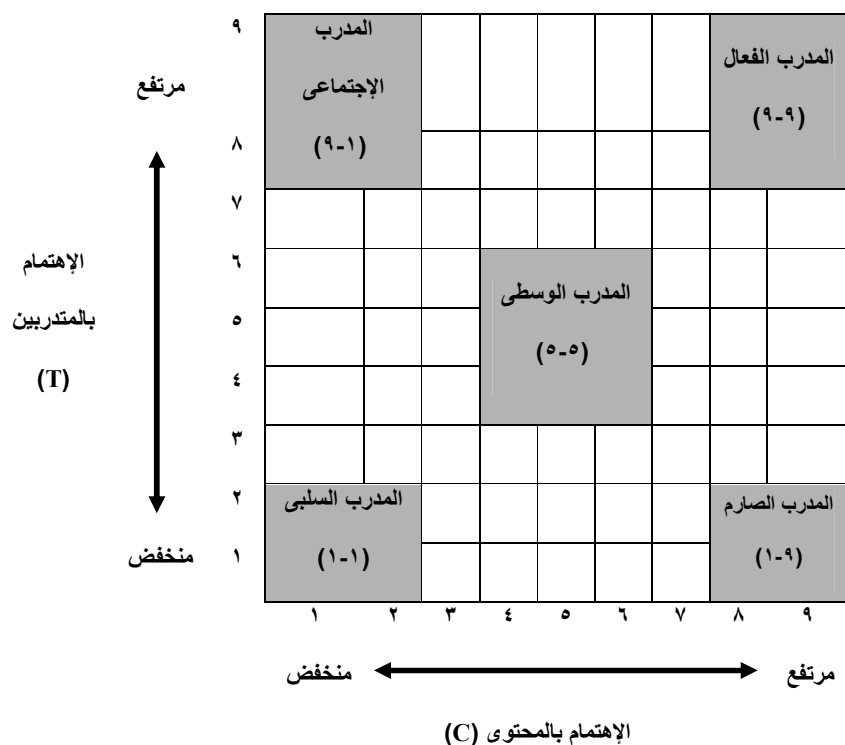 ٩
المدرب
الإجتماعى
(١-٩)
المدرب الفعال
(٩-٩)
مرتفع
٨
٧
٦
الإهتمام
بالمتدربين
(T)
٥
٤
٣
المدرب الوسطى
(٥-٥)
٢
المدرب السلبى
(١-١)
المدرب الصارم
(٩-١)
منخفض
١
١ ٢ ٣ ٤ ٥ ٦ ٧ ٨ ٩
منخفض
مرتفع
الإهتمام بالمحتوى (C)